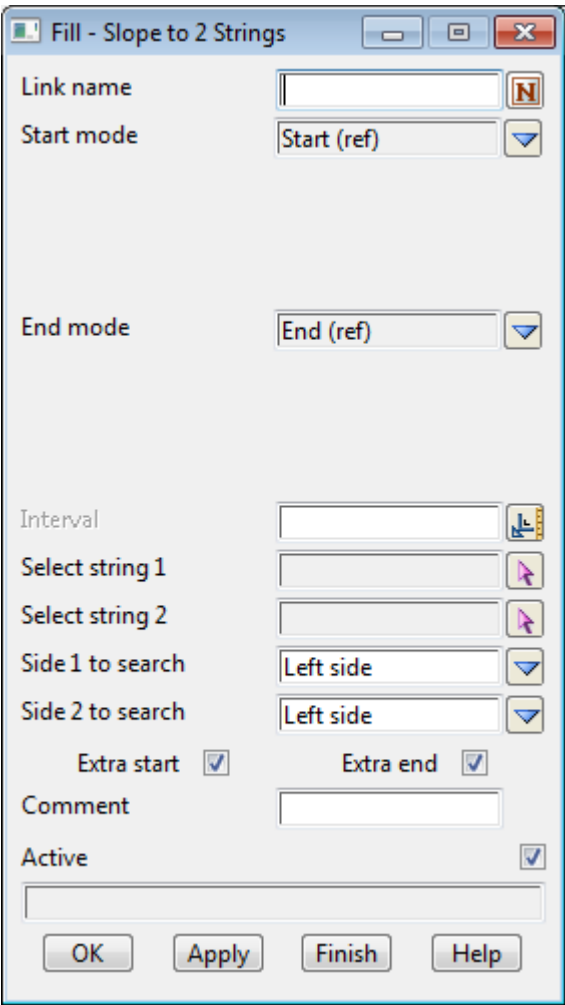 Fill - Slope to 2 Strings
Link name
N
Start mode Start (ref)
End mode End (ref)
Interval
Select string 1
Select string 2
Side 1 to search Left side
Side 2 to search Left side
Extra start Extra end
Comment
Active
OK Apply Finish Help